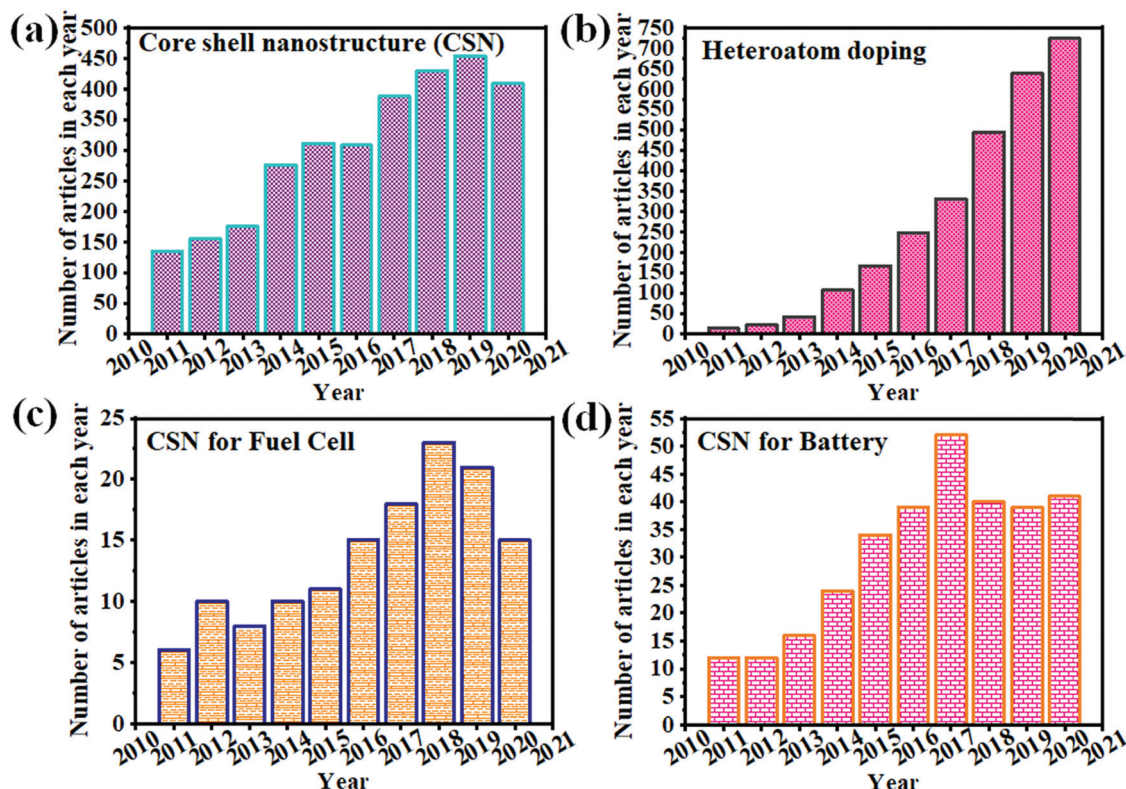 (a)
Core shell nanostructure (CSN)
Number of articles in each year
500
450
400
350
300
250
200
150
100
50
0
2010 2011 2012 2013 2014 2015 2016 2017 2018 2019 2020 2021
Year
(b)
Heteroatom doping
Number of articles in each year
750
700
650
600
550
500
450
400
350
300
250
200
150
100
50
0
2010 2011 2012 2013 2014 2015 2016 2017 2018 2019 2020 2021
Year
(c)
CSN for Fuel Cell
Number of articles in each year
25
20
15
10
5
0
2010 2011 2012 2013 2014 2015 2016 2017 2018 2019 2020 2021
Year
(d)
CSN for Battery
Number of articles in each year
55
50
45
40
35
30
25
20
15
10
5
0
2010 2011 2012 2013 2014 2015 2016 2017 2018 2019 2020 2021
Year